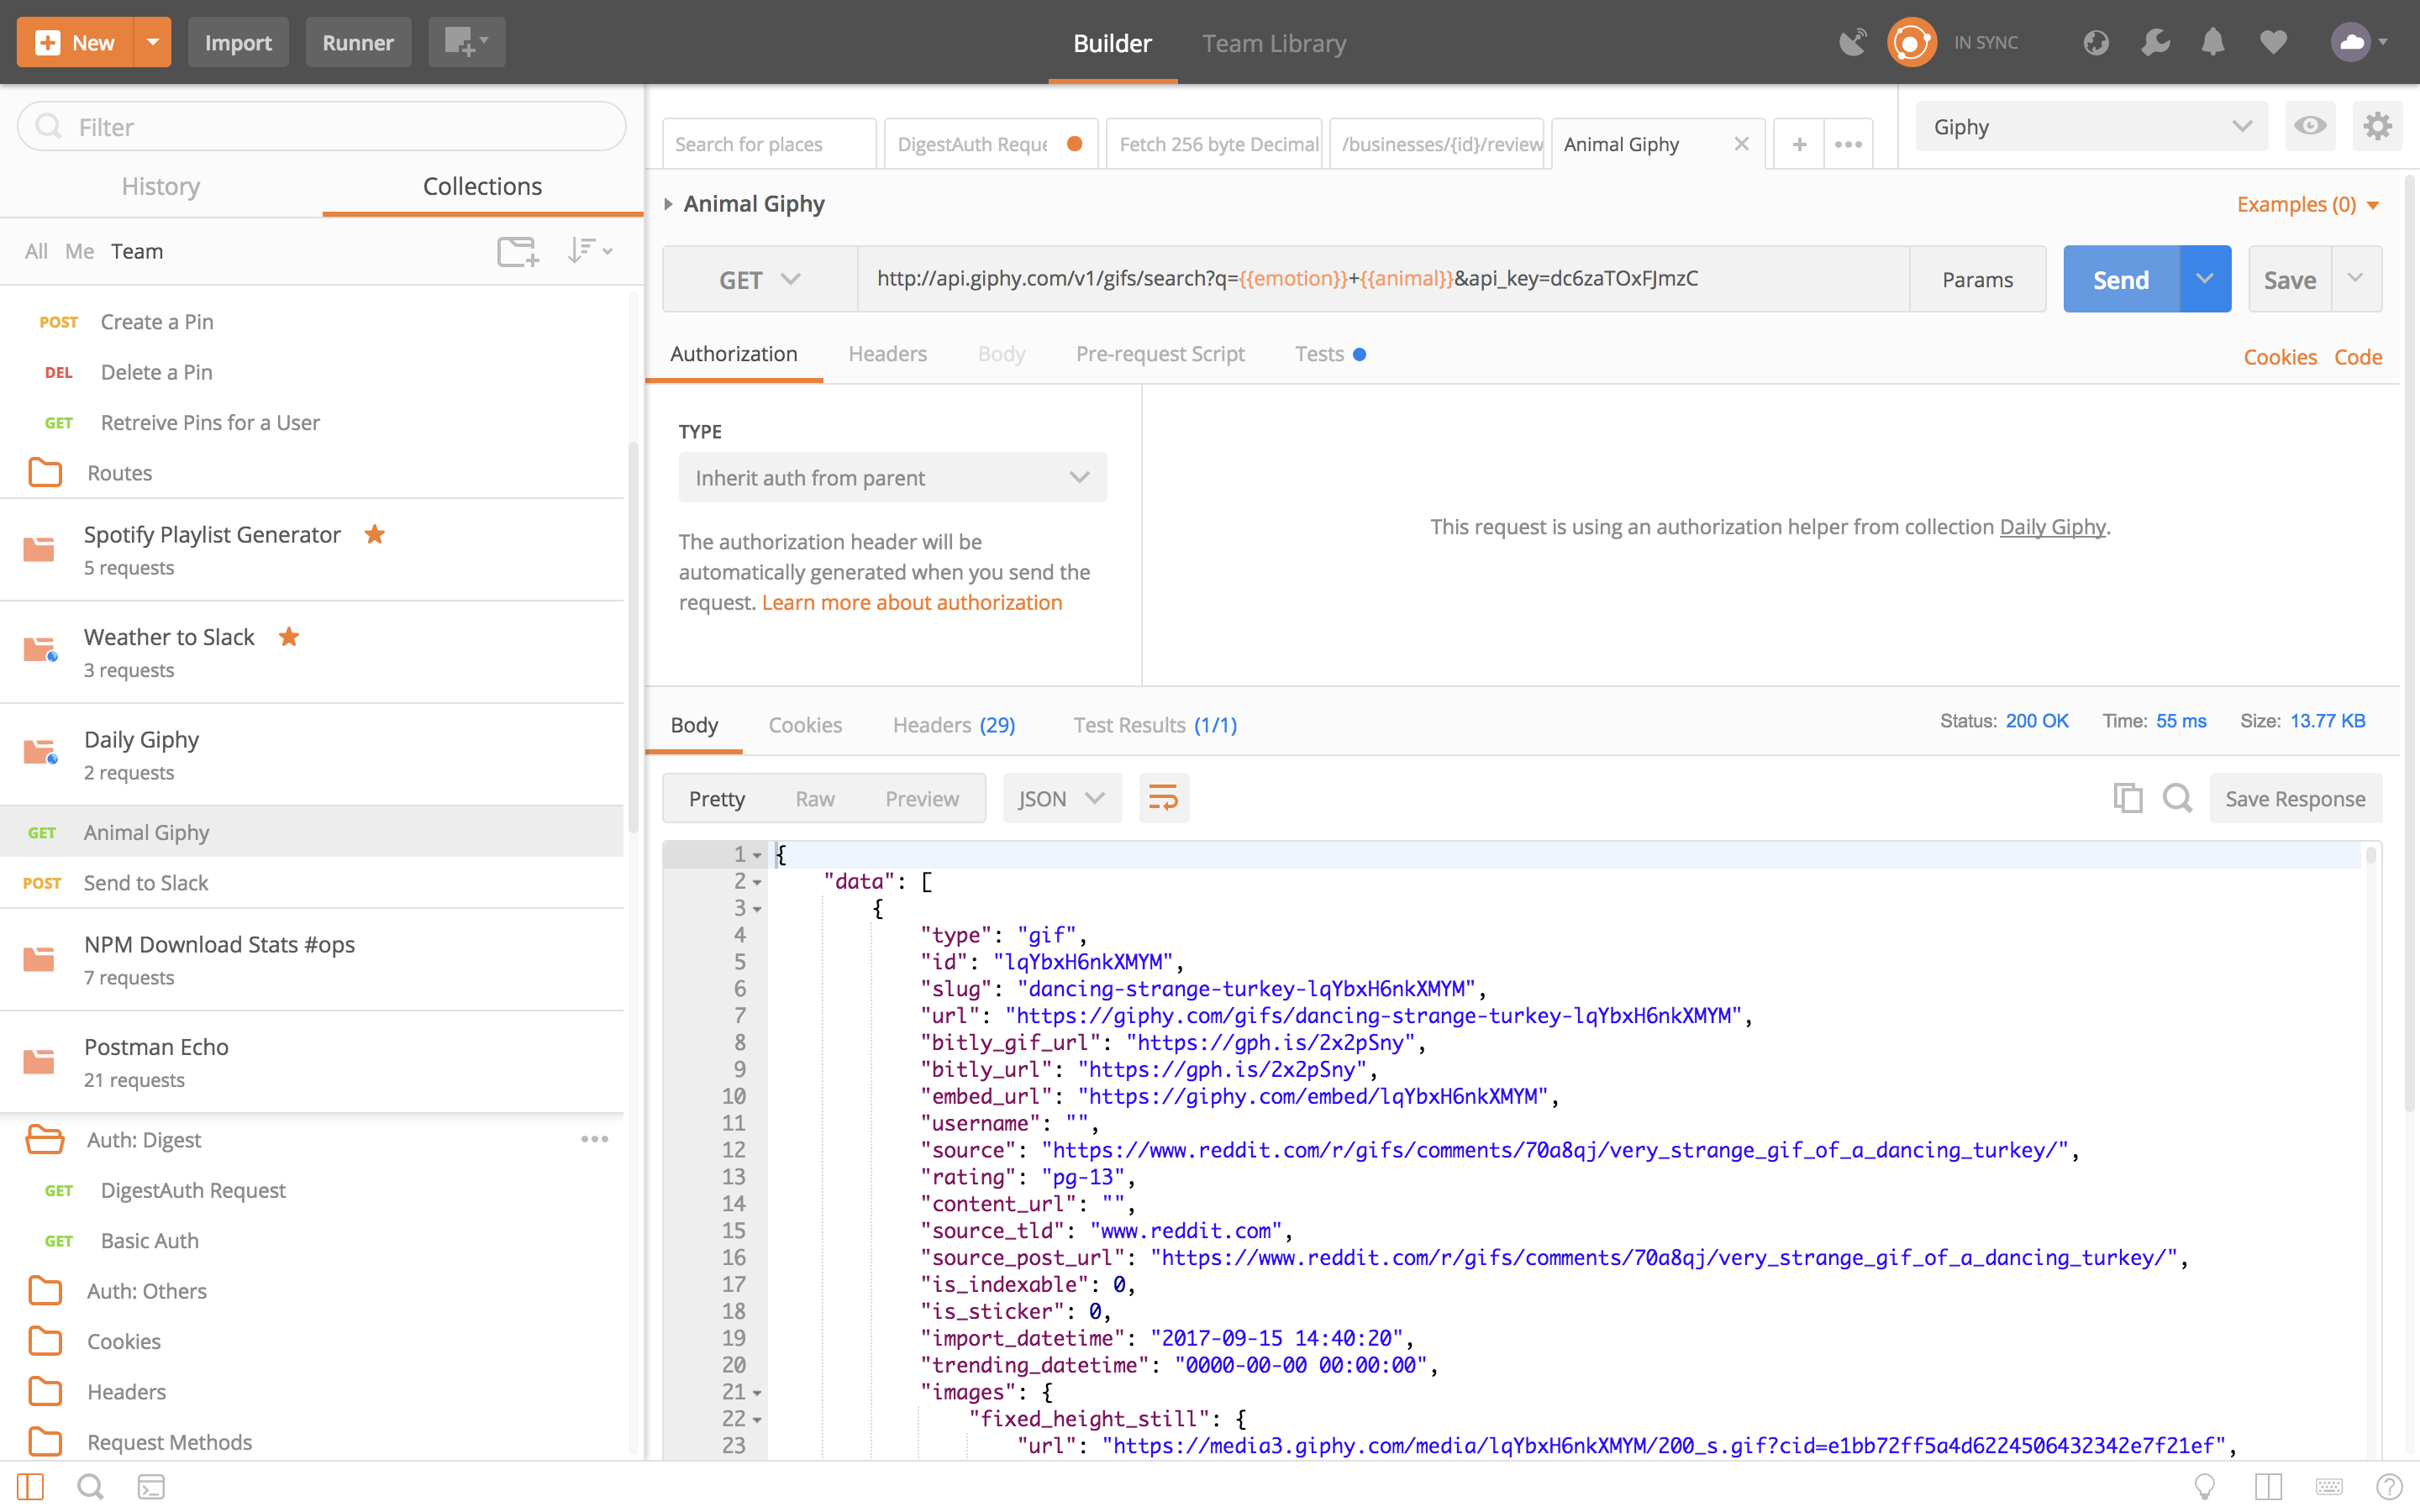 New
Import
Runner
Builder
Team Library
IN SYNC
Filter
History
Collections
All Me Team
POST Create a Pin
DEL Delete a Pin
GET Retreive Pins for a User
Routes
Spotify Playlist Generator
5 requests
Weather to Slack
3 requests
Daily Giphy
2 requests
GET Animal Giphy
POST Send to Slack
NPM Download Stats #ops
7 requests
Postman Echo
21 requests
Auth: Digest
GET DigestAuth Request
GET Basic Auth
Auth: Others
Cookies
Headers
Request Methods
Search for places
DigestAuth Reque
Fetch 256 byte Decimal
/businesses/{id}/review
Animal Giphy
Giphy
Animal Giphy
Examples (0)
GET
http://api.giphy.com/v1/gifs/search?q={{emotion}}+{{animal}}&api_key=dc6zaTOxFJmzC
Params
Send
Save
Authorization
Headers
Body
Pre-request Script
Tests
Cookies Code
TYPE
Inherit auth from parent
The authorization header will be
automatically generated when you send the
request. Learn more about authorization
This request is using an authorization helper from collection Daily Giphy.
Body
Cookies
Headers (29)
Test Results (1/1)
Status: 200 OK
Time: 55 ms
Size: 13.77 KB
Pretty
Raw
Preview
JSON
Save Response
1 {
2 "data": [
3 {
4 "type": "gif",
5 "id": "lqYbxH6nkXMYM",
6 "slug": "dancing-strange-turkey-lqYbxH6nkXMYM",
7 "url": "https://giphy.com/gifs/dancing-strange-turkey-lqYbxH6nkXMYM",
8 "bitly_gif_url": "https://gph.is/2x2pSny",
9 "bitly_url": "https://gph.is/2x2pSny",
10 "embed_url": "https://giphy.com/embed/lqYbxH6nkXMYM",
11 "username": "",
12 "source": "https://www.reddit.com/r/gifs/comments/70a8qj/very_strange_gif_of_a_dancing_turkey/",
13 "rating": "pg-13",
14 "content_url": "",
15 "source_tld": "www.reddit.com",
16 "source_post_url": "https://www.reddit.com/r/gifs/comments/70a8qj/very_strange_gif_of_a_dancing_turkey/",
17 "is_indexable": 0,
18 "is_sticker": 0,
19 "import_datetime": "2017-09-15 14:40:20",
20 "trending_datetime": "0000-00-00 00:00:00",
21 "images": {
22 "fixed_height_still": {
23 "url": "https://media3.giphy.com/media/lqYbxH6nkXMYM/200_s.gif?cid=e1bb72ff5a4d6224506432342e7f21ef",